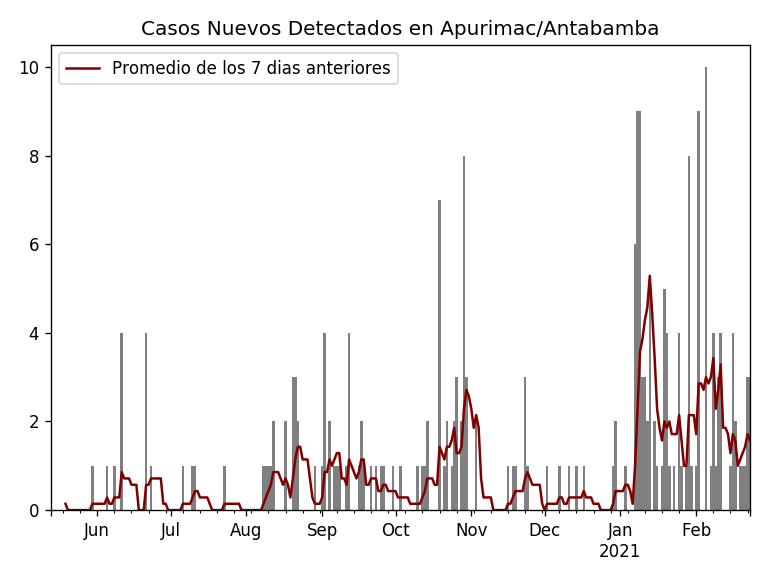 Casos Nuevos Detectados en Apurimac/Antabamba
Promedio de los 7 dias anteriores
10
8
6
4
2
0
Jun Jul Aug Sep Oct Nov Dec Jan Feb
2021